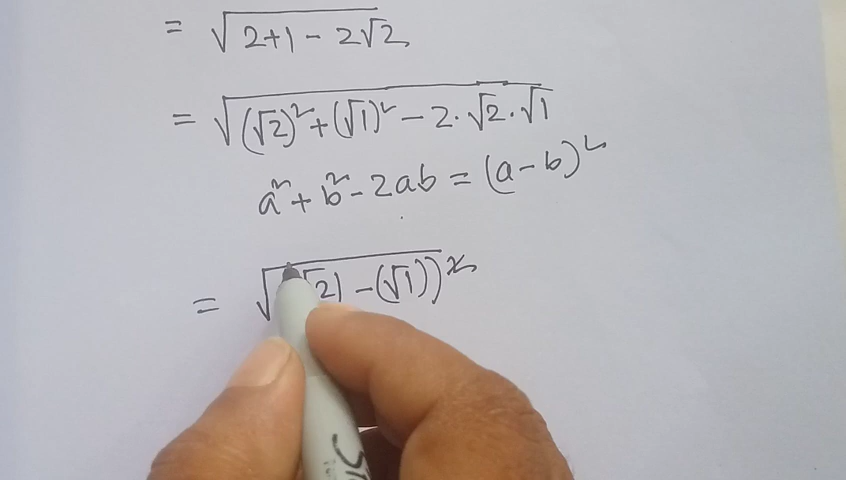 = √(2+1-2√2)
= √((√2)²+(√1)²-2·√2·√1)
a²+b²-2ab=(a-b)²
= √((√2)-(√1))²